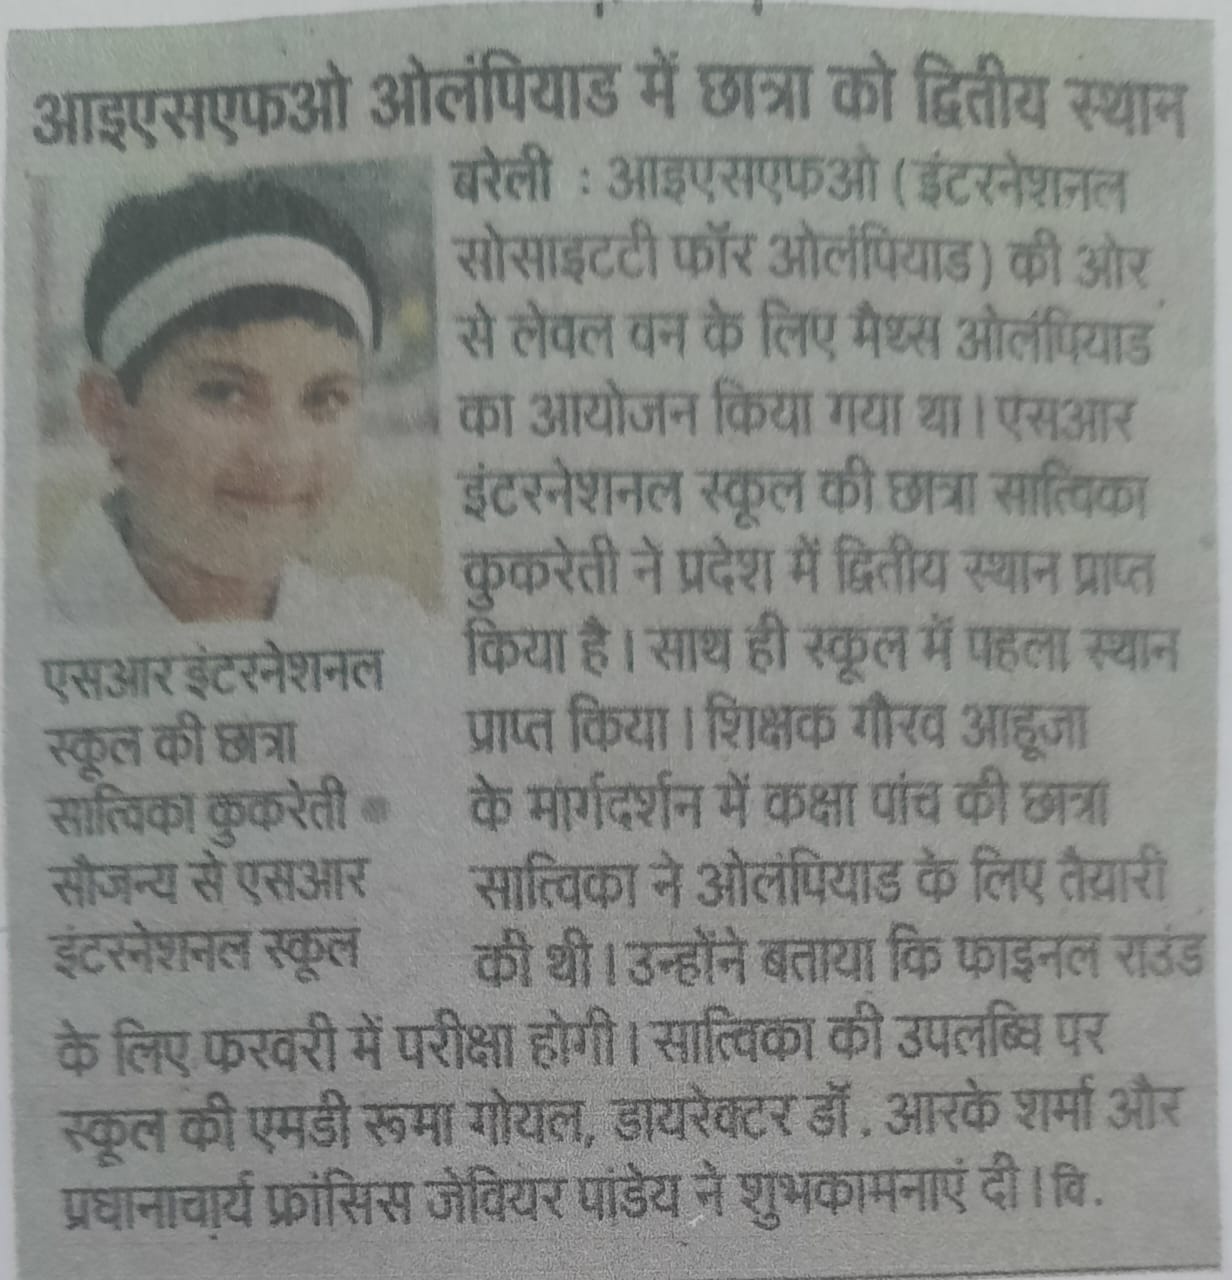 आइएसएफओ ओलंपियाड में छात्रा को द्वितीय स्थान
बरेली : आइएसएफओ (इंटरनेशनल
सोसाइटटी फॉर ओलंपियाड) की ओर
से लेवल वन के लिए मैथ्स ओलंपियाड
का आयोजन किया गया था। एसआर
इंटरनेशनल स्कूल की छात्रा सात्विका
कुकरेती ने प्रदेश में द्वितीय स्थान प्राप्त
किया है। साथ ही स्कूल में पहला स्थान
प्राप्त किया। शिक्षक गौरव आहूजा
के मार्गदर्शन में कक्षा पांच की छात्रा
सात्विका ने ओलंपियाड के लिए तैयारी
की थी। उन्होंने बताया कि फाइनल राउंड
के लिए फरवरी में परीक्षा होगी। सात्विका की उपलब्धि पर
स्कूल की एमडी रूमा गोयल, डायरेक्टर डॉ. आरके शर्मा और
प्रधानाचार्य फ्रांसिस जेवियर पांडेय ने शुभकामनाएं दी। वि.
एसआर इंटरनेशनल
स्कूल की छात्रा
सात्विका कुकरेती ●
सौजन्य से एसआर
इंटरनेशनल स्कूल